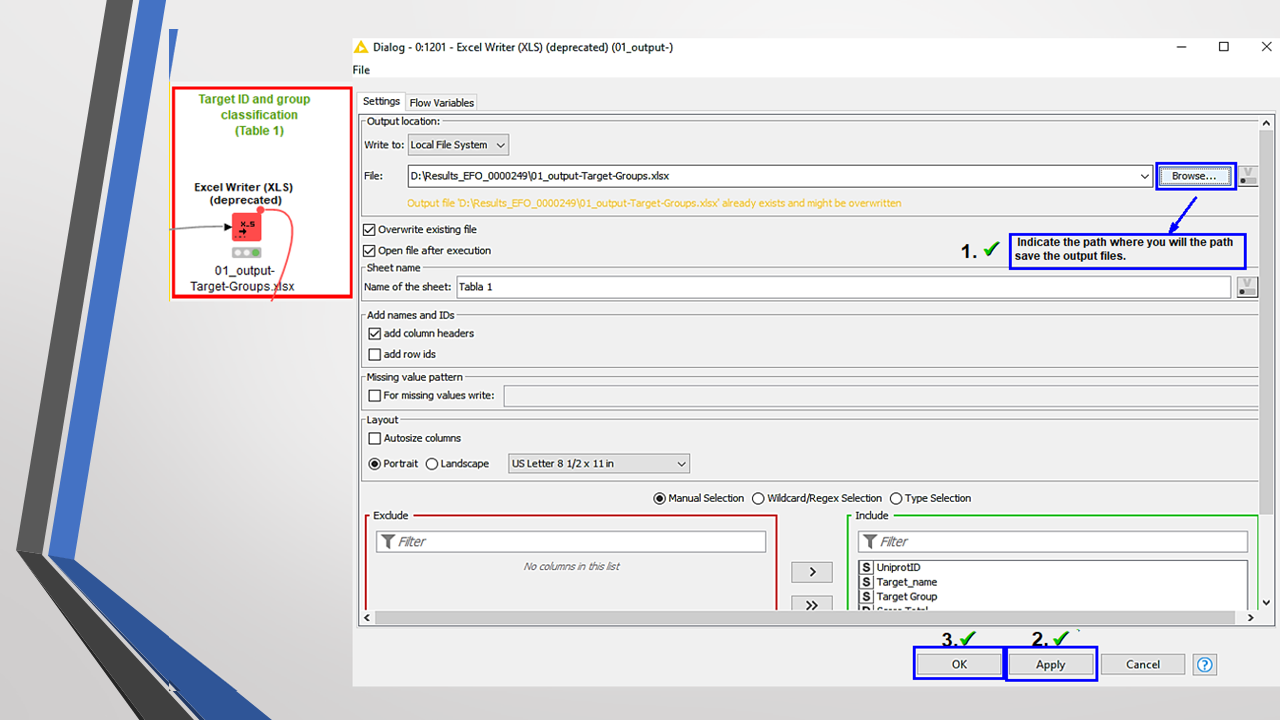 Target ID and group
classification
(Table 1)
Excel Writer (XLS)
(deprecated)
XLS
01_output-
Target-Groups.xlsx
Dialog - 0:1201 - Excel Writer (XLS) (deprecated) (01_output-)
File
Settings
Flow Variables
Output location:
Write to: Local File System
File: D:\Results_EFO_0000249\01_output-Target-Groups.xlsx
Browse...
V
Output file 'D:\Results_EFO_0000249\01_output-Target-Groups.xlsx' already exists and might be overwritten
Overwrite existing file
Open file after execution
1.
Indicate the path where you will the path
save the output files.
Sheet name
Name of the sheet: Tabla 1
V
Add names and IDs
add column headers
add row ids
Missing value pattern
For missing values write:
Layout
Autosize columns
Portrait Landscape US Letter 8 1/2 x 11 in
Manual Selection Wildcard/Regex Selection Type Selection
Exclude
Filter
No columns in this list
>
>>
Include
Filter
S UniprotID
S Target_name
S Target Group
3. 2.
OK Apply Cancel ?